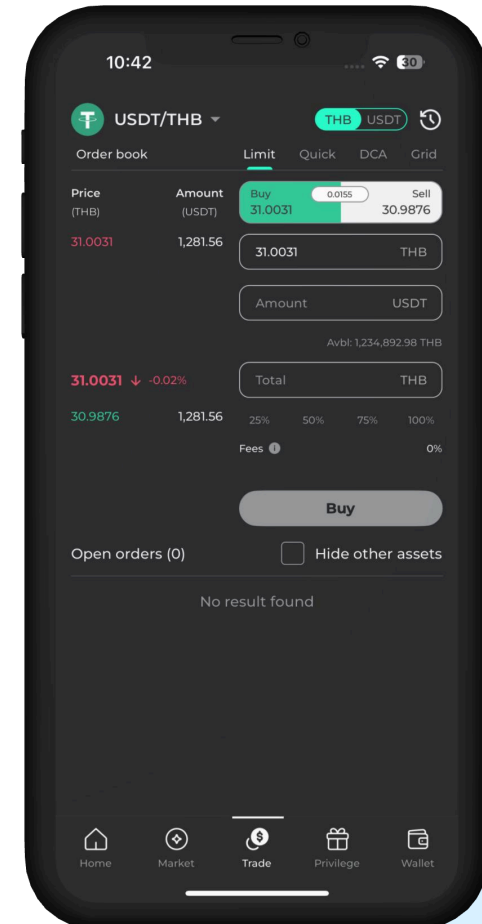 10:42
30
USDT/THB
THB USDT
Order book
Limit Quick DCA Grid
Price Amount
(THB) (USDT)
Buy 0.0155 Sell
31.0031 30.9876
31.0031 1,281.56
31.0031 THB
Amount USDT
Avbl: 1,234,892.98 THB
31.0031 ↓ -0.02%
Total THB
30.9876 1,281.56
25% 50% 75% 100%
Fees i 0%
Buy
Open orders (0) Hide other assets
No result found
Home Market Trade Privilege Wallet